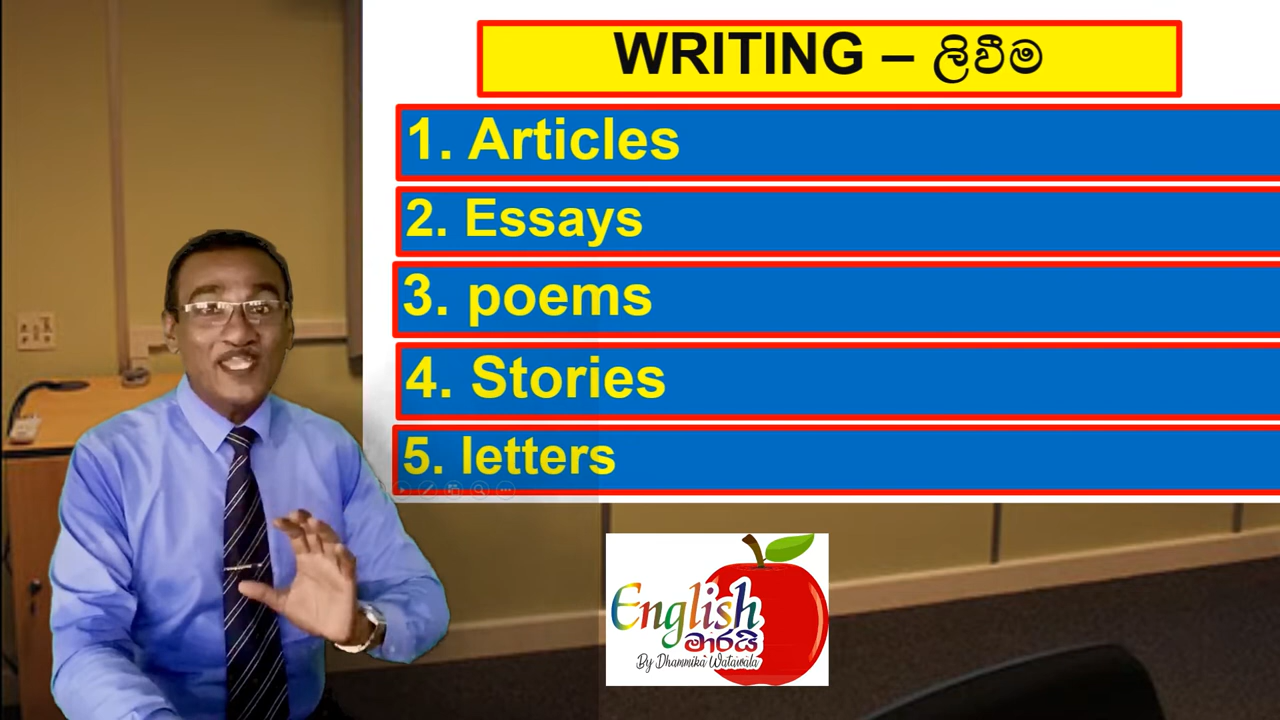 WRITING – ලිවීම
1. Articles
2. Essays
3. poems
4. Stories
5. letters
English
මාරයි
By Dhammika Watawala